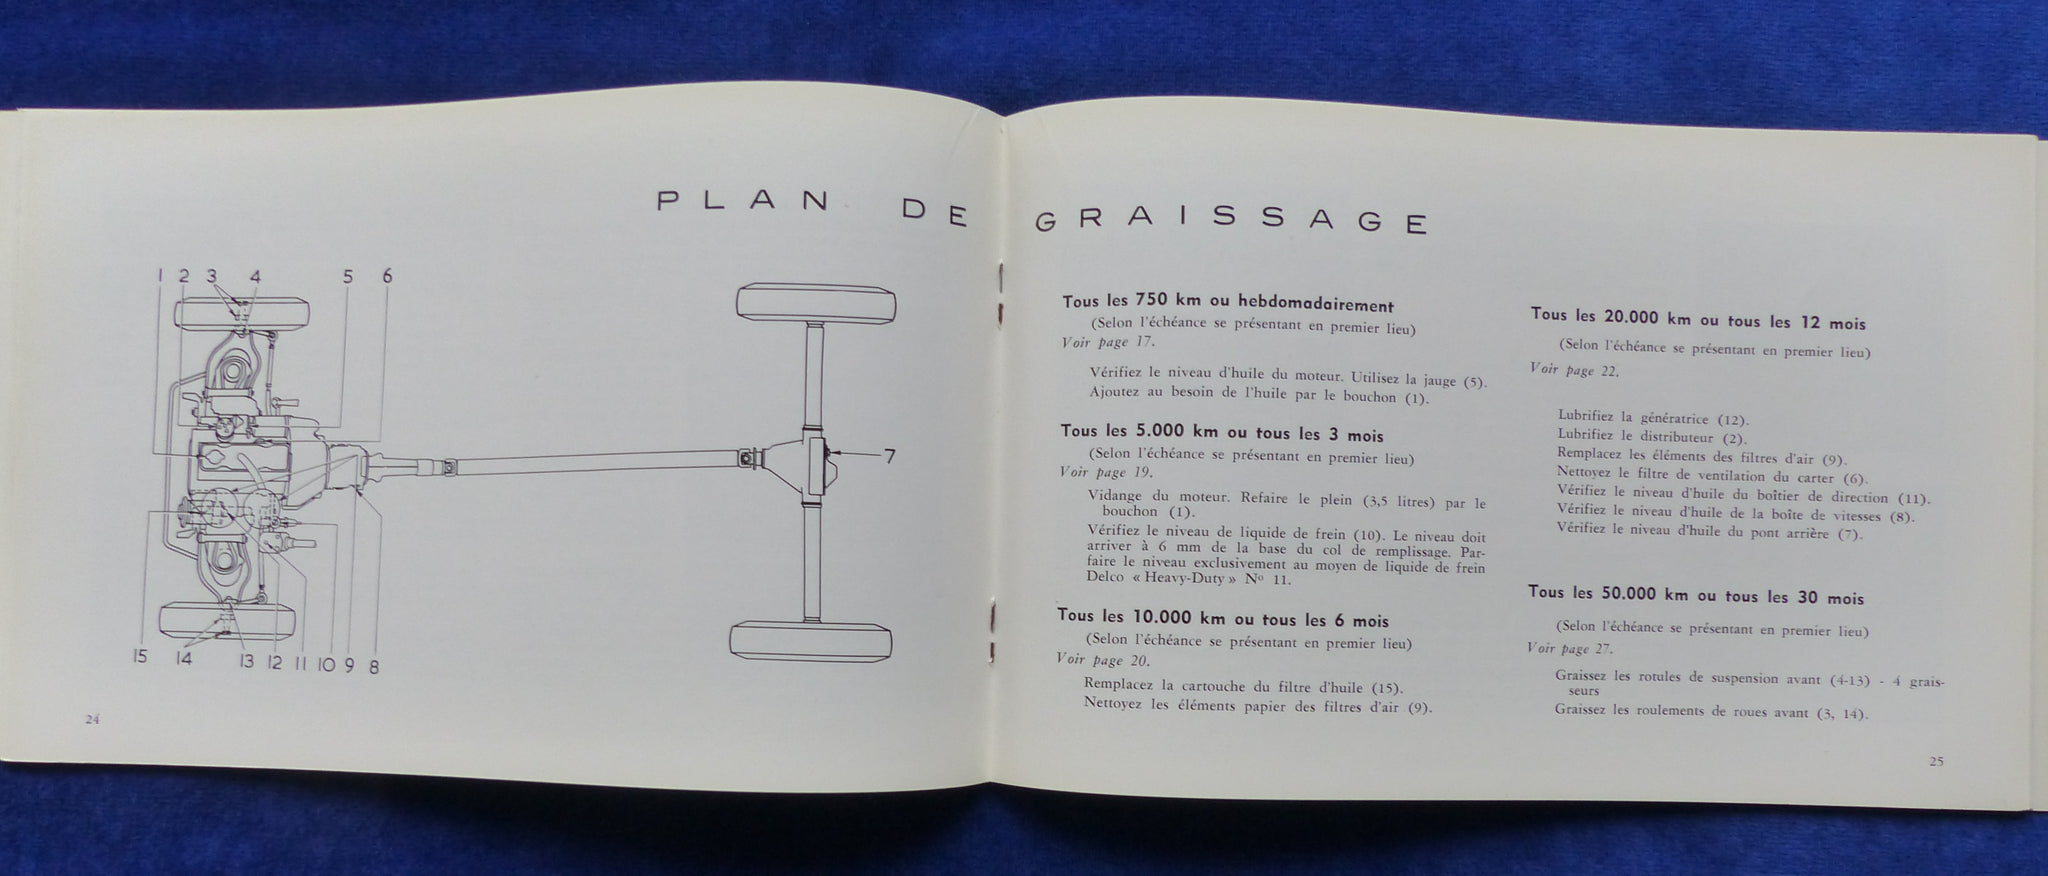 PLAN DE GRAISSAGE
1 2 3 4 5 6
7
15 14 13 12 11 10 9 8
24
Tous les 750 km ou hebdomadairement
(Selon l'échéance se présentant en premier lieu)
Voir page 17.
Vérifiez le niveau d'huile du moteur. Utilisez la jauge (5).
Ajoutez au besoin de l'huile par le bouchon (1).
Tous les 5.000 km ou tous les 3 mois
(Selon l'échéance se présentant en premier lieu)
Voir page 19.
Vidange du moteur. Refaire le plein (3,5 litres) par le
bouchon (1).
Vérifiez le niveau de liquide de frein (10). Le niveau doit
arriver à 6 mm de la base du col de remplissage. Par-
faire le niveau exclusivement au moyen de liquide de frein
Delco « Heavy-Duty » Nº 11.
Tous les 10.000 km ou tous les 6 mois
(Selon l'échéance se présentant en premier lieu)
Voir page 20.
Remplacez la cartouche du filtre d'huile (15).
Nettoyez les éléments papier des filtres d'air (9).
Tous les 20.000 km ou tous les 12 mois
(Selon l'échéance se présentant en premier lieu)
Voir page 22.
Lubrifiez la génératrice (12).
Lubrifiez le distributeur (2).
Remplacez les éléments des filtres d'air (9).
Nettoyez le filtre de ventilation du carter (6).
Vérifiez le niveau d'huile du boîtier de direction (11).
Vérifiez le niveau d'huile de la boîte de vitesses (8).
Vérifiez le niveau d'huile du pont arrière (7).
Tous les 50.000 km ou tous les 30 mois
(Selon l'échéance se présentant en premier lieu)
Voir page 27.
Graissez les rotules de suspension avant (4-13) - 4 grais-
seurs
Graissez les roulements de roues avant (3, 14).
25